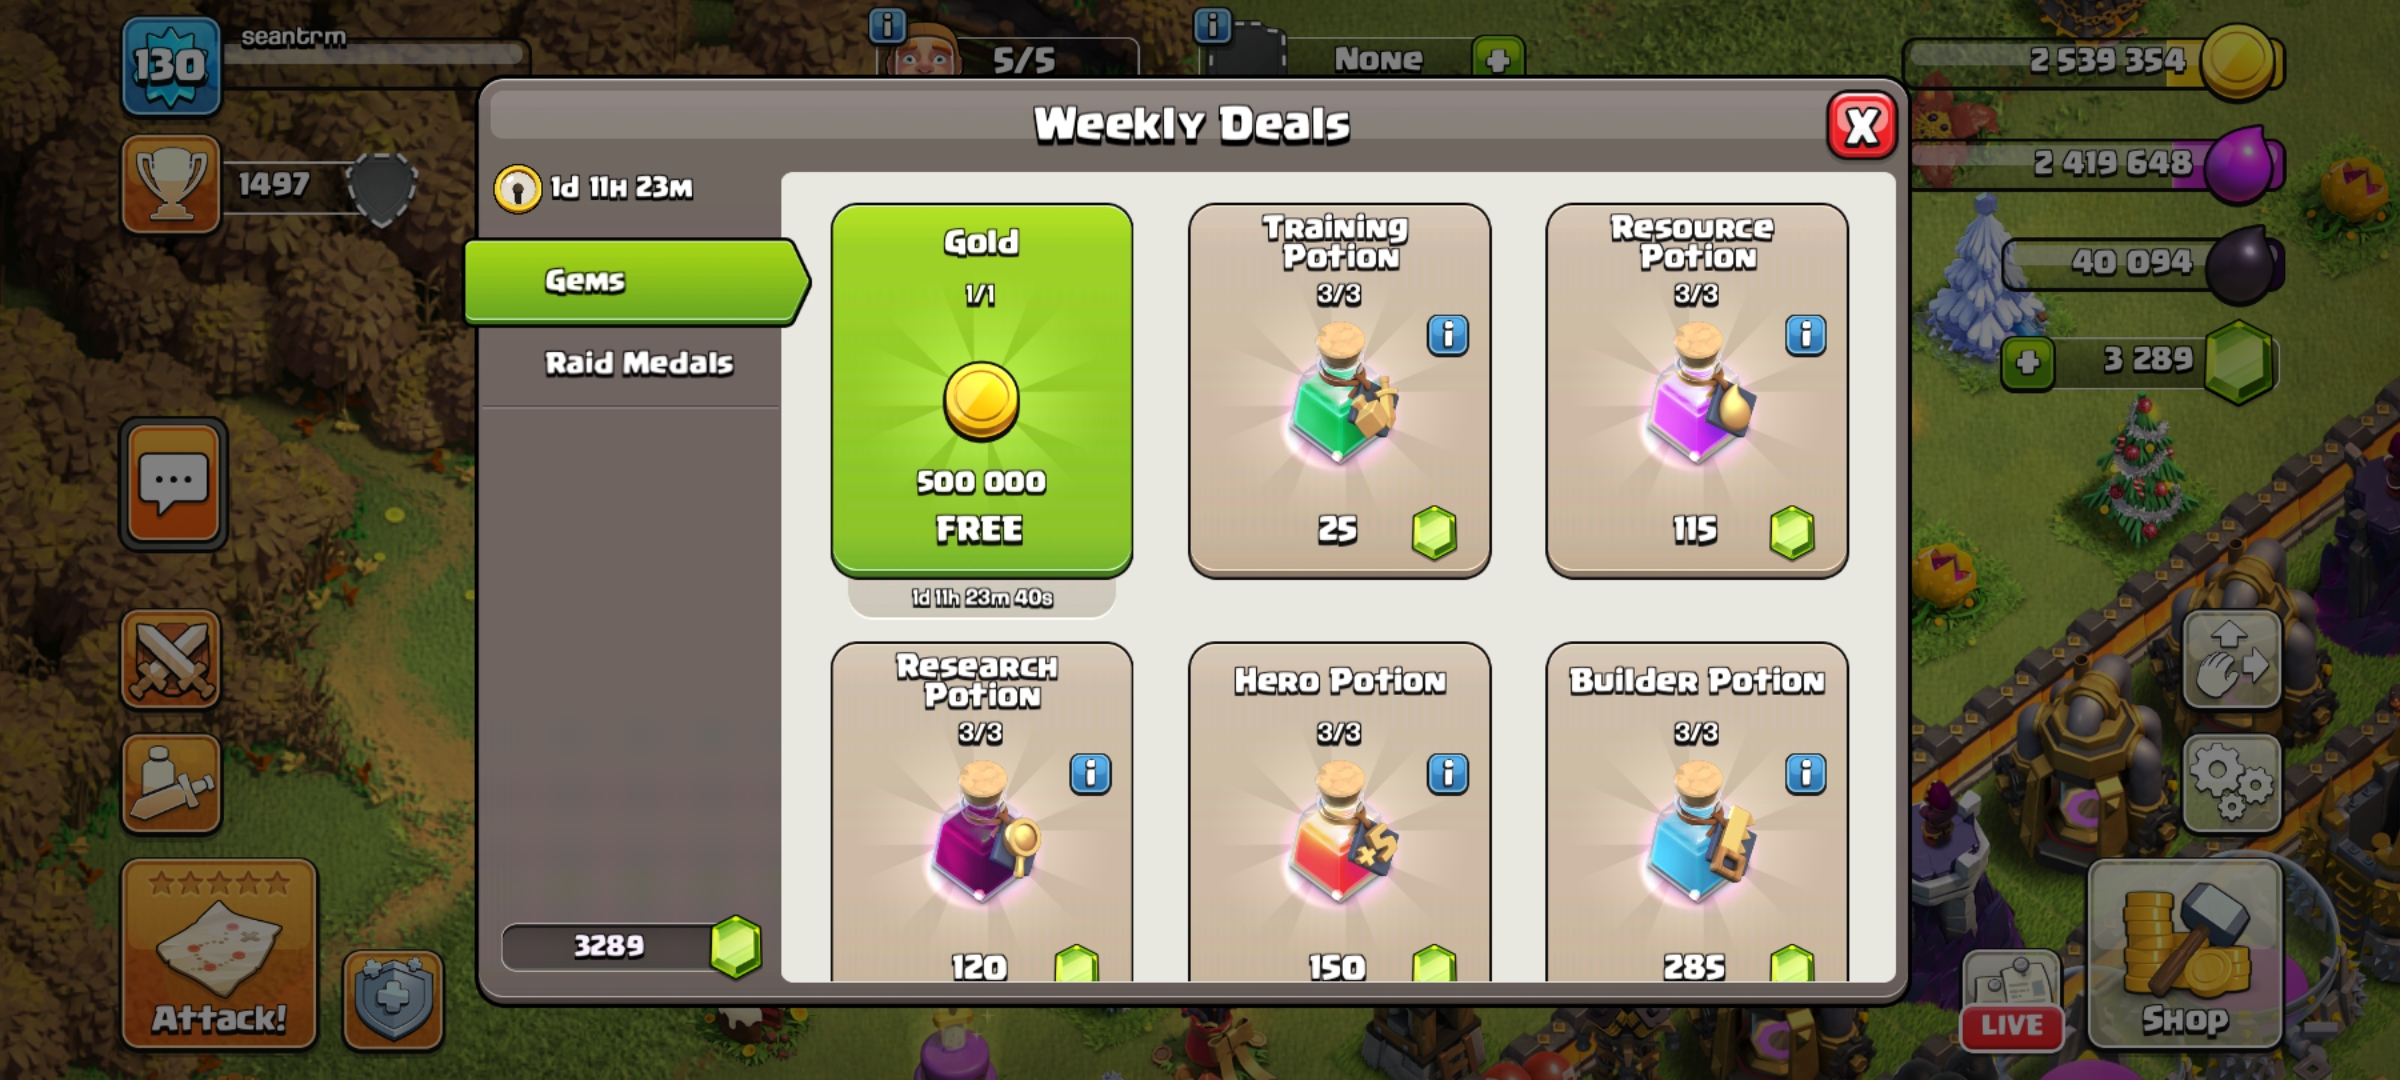 130
seantrm
5/5
None
2 539 354
1497
2 419 648
40 094
3 289
Weekly Deals
X
1d 11h 23m
Gems
Raid Medals
3289
Gold
1/1
500 000
FREE
1d 11h 23m 40s
Training
Potion
3/3
25
Resource
Potion
3/3
115
Research
Potion
3/3
120
Hero Potion
3/3
+5
150
Builder Potion
3/3
285
Attack!
LIVE
Shop